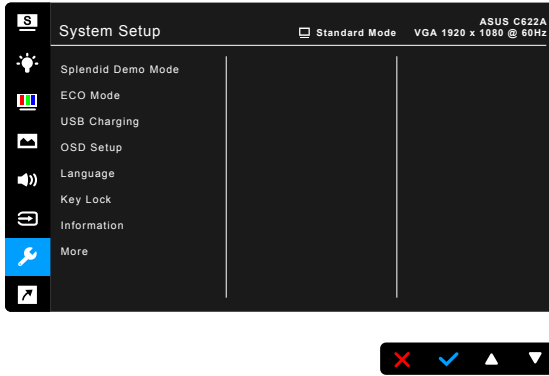 S
System Setup
Standard Mode
ASUS C622A
VGA 1920 x 1080 @ 60Hz
Splendid Demo Mode
ECO Mode
USB Charging
OSD Setup
Language
Key Lock
Information
More